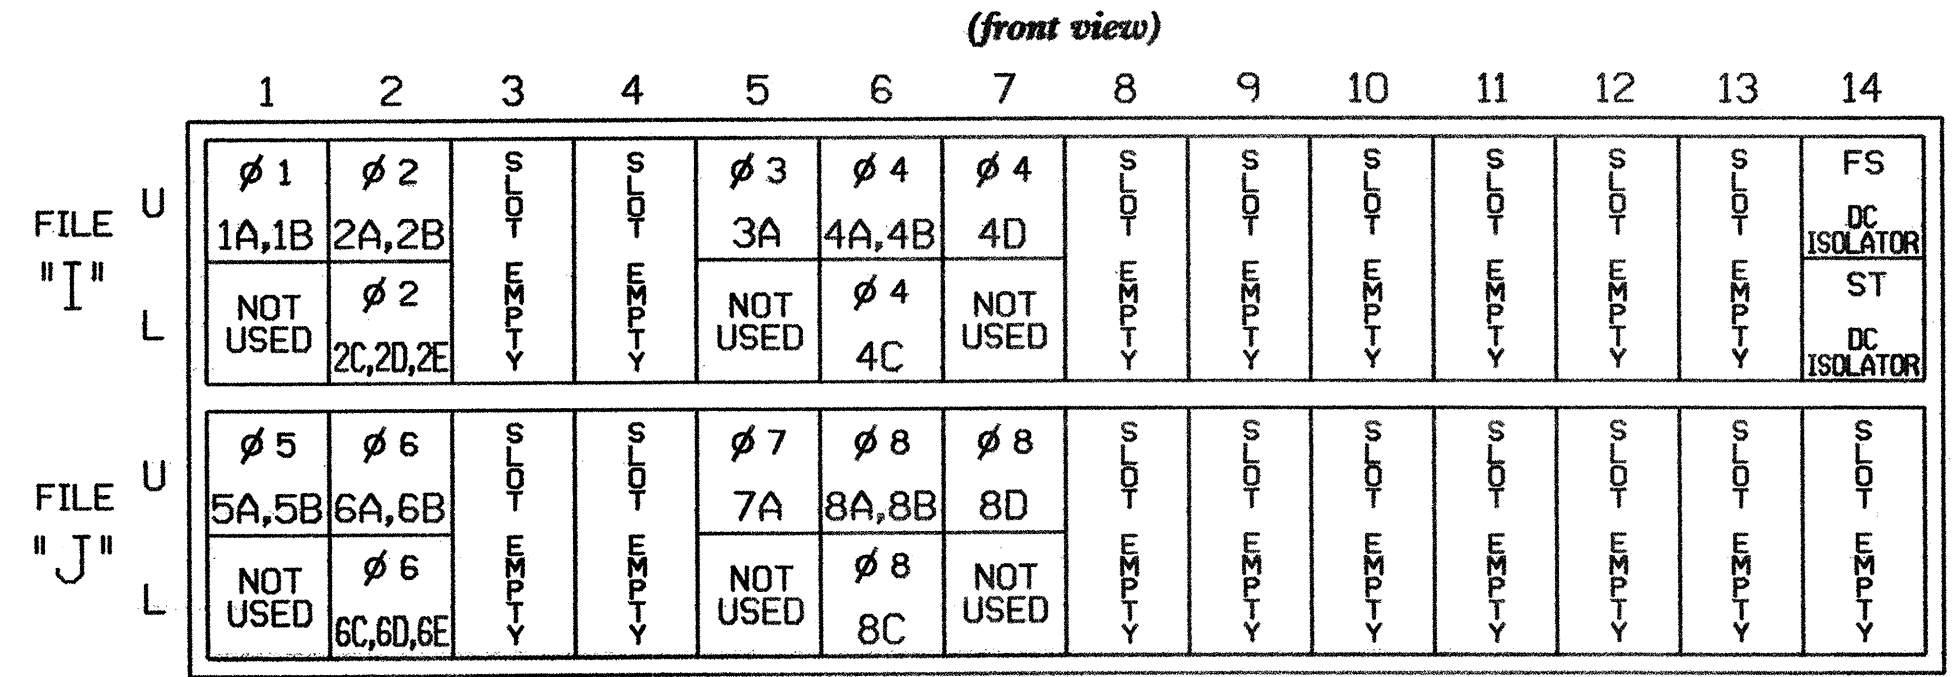 (front view)
1 2 3 4 5 6 7 8 9 10 11 12 13 14
FILE "I"
U
ø 1 ø 2 SLOT EMPTY SLOT EMPTY ø 3 ø 4 ø 4 SLOT EMPTY SLOT EMPTY SLOT EMPTY SLOT EMPTY SLOT EMPTY SLOT EMPTY FS
1A,1B 2A,2B 3A 4A,4B 4D DC ISOLATOR
L
NOT USED ø 2 NOT USED ø 4 NOT USED ST
2C,2D,2E 4C DC ISOLATOR
FILE "J"
U
ø 5 ø 6 SLOT EMPTY SLOT EMPTY ø 7 ø 8 ø 8 SLOT EMPTY SLOT EMPTY SLOT EMPTY SLOT EMPTY SLOT EMPTY SLOT EMPTY SLOT EMPTY
5A,5B 6A,6B 7A 8A,8B 8D
L
NOT USED ø 6 NOT USED ø 8 NOT USED
6C,6D,6E 8C